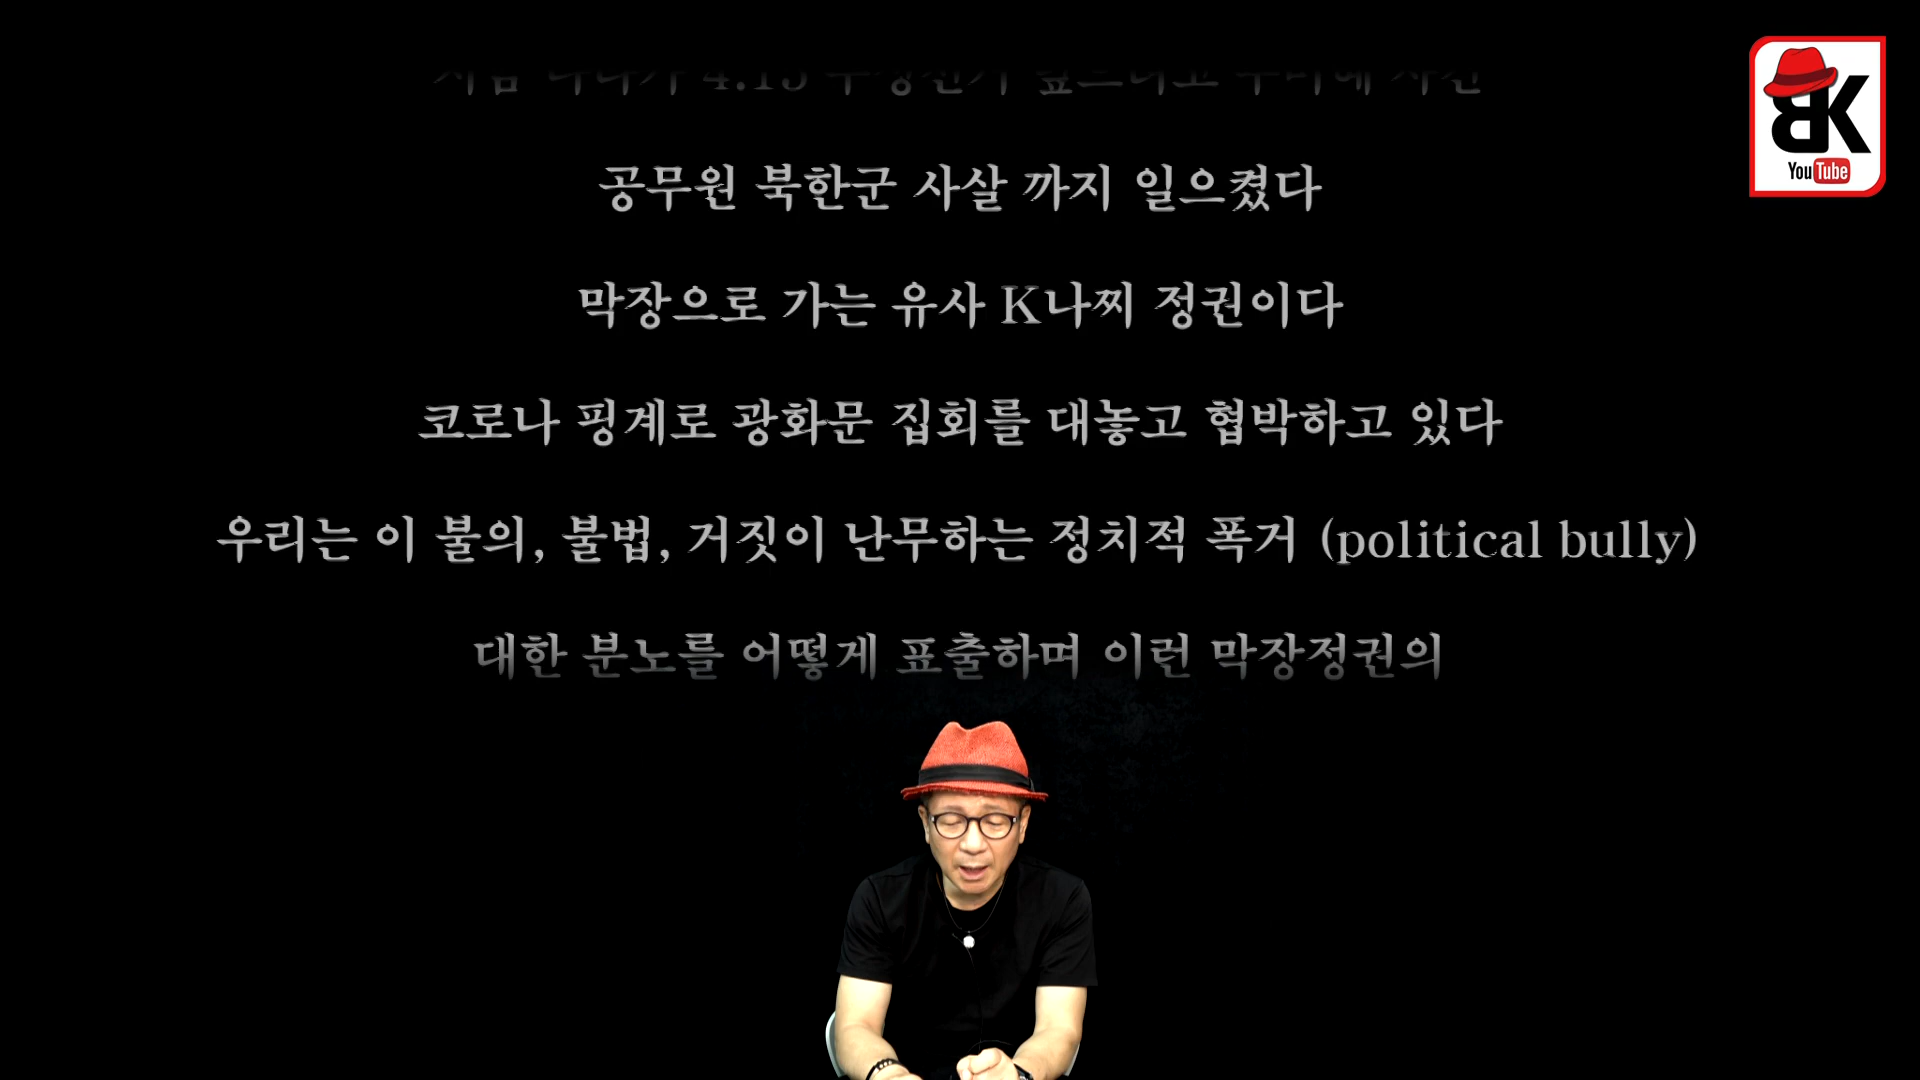 4.15
공무원 북한군 사살 까지 일으켰다
막장으로 가는 유사 K나찌 정권이다
코로나 핑계로 광화문 집회를 대놓고 협박하고 있다
우리는 이 불의, 불법, 거짓이 난무하는 정치적 폭거 (political bully)
대한 분노를 어떻게 표출하며 이런 막장정권의
BK
YouTube